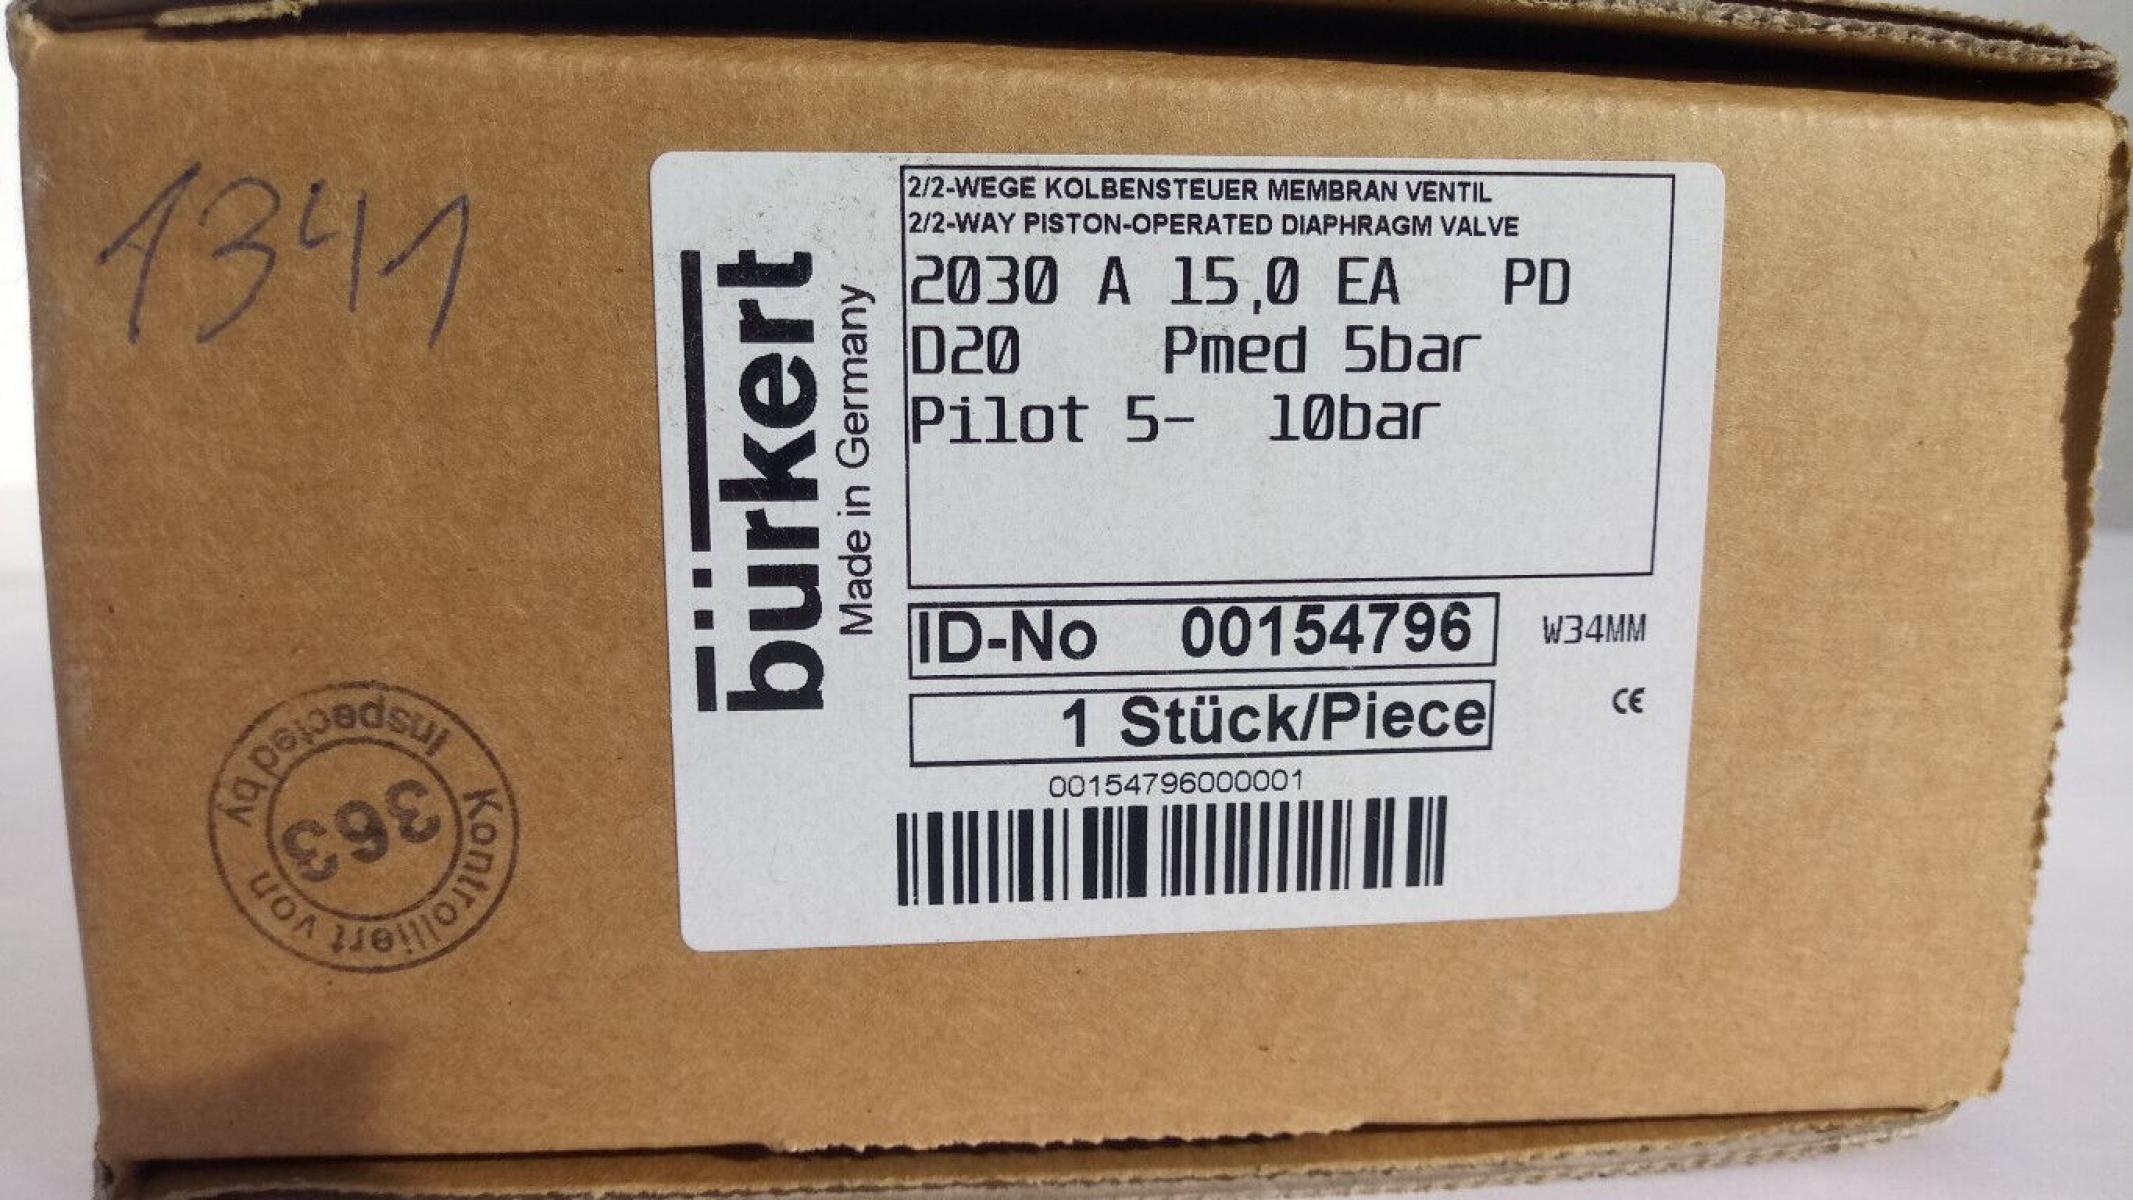 1341
bürkert
Made in Germany
2/2-WEGE KOLBENSTEUER MEMBRAN VENTIL
2/2-WAY PISTON-OPERATED DIAPHRAGM VALVE
2030 A 15,0 EA PD
D20 Pmed 5bar
Pilot 5- 10bar
ID-No 00154796
W34MM
1 Stück/Piece
CE
00154796000001
Kontrolliert von
Inspected by
363